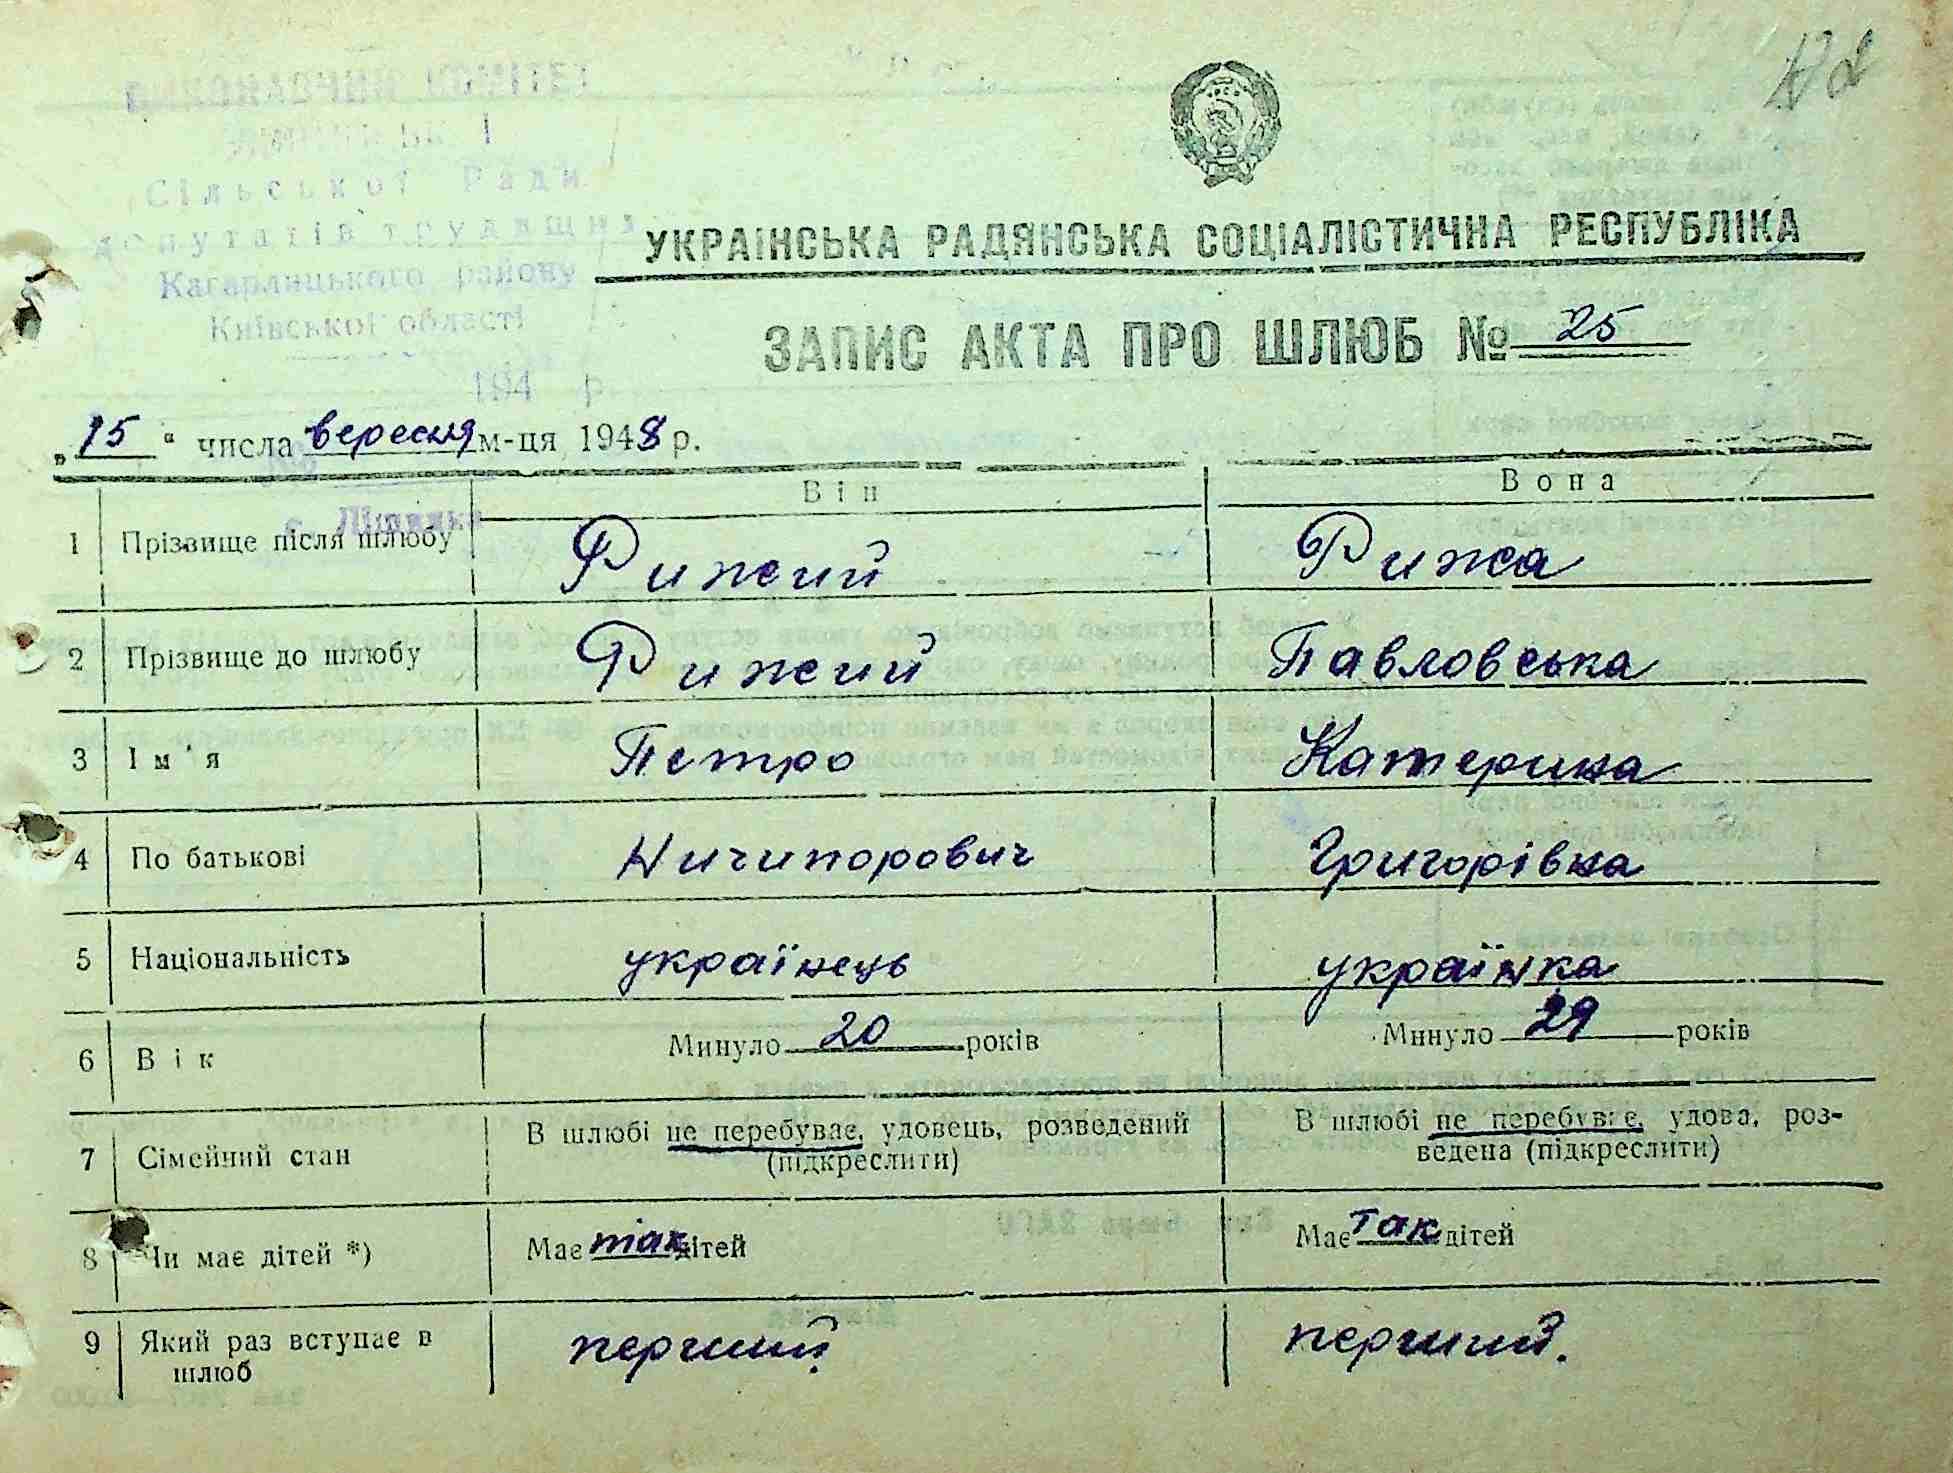 ВИКОНАВЧИЙ КОМІТЕТ
Сільської Ради
депутатів трудящих
Кагарлицького району
Київської області
194 р.
УКРАЇНСЬКА РАДЯНСЬКА СОЦІАЛІСТИЧНА РЕСПУБЛІКА
ЗАПИС АКТА ПРО ШЛЮБ № 25
„15“ числа вересня м-ця 1948 р.
Він Вона
1 Прізвище після шлюбу Рижий Рижа
2 Прізвище до шлюбу Рижий Павловська
3 Ім'я Петро Катерина
4 По батькові Ничипорович Григорівна
5 Національність українець українка
6 Вік Минуло 20 років Минуло 29 років
7 Сімейний стан В шлюбі не перебуває, удовець, розведений (підкреслити) В шлюбі не перебуває, удова, роз-
ведена (підкреслити)
8 Чи має дітей *) Має так дітей Має так дітей
9 Який раз вступає в перший перший.
шлюб